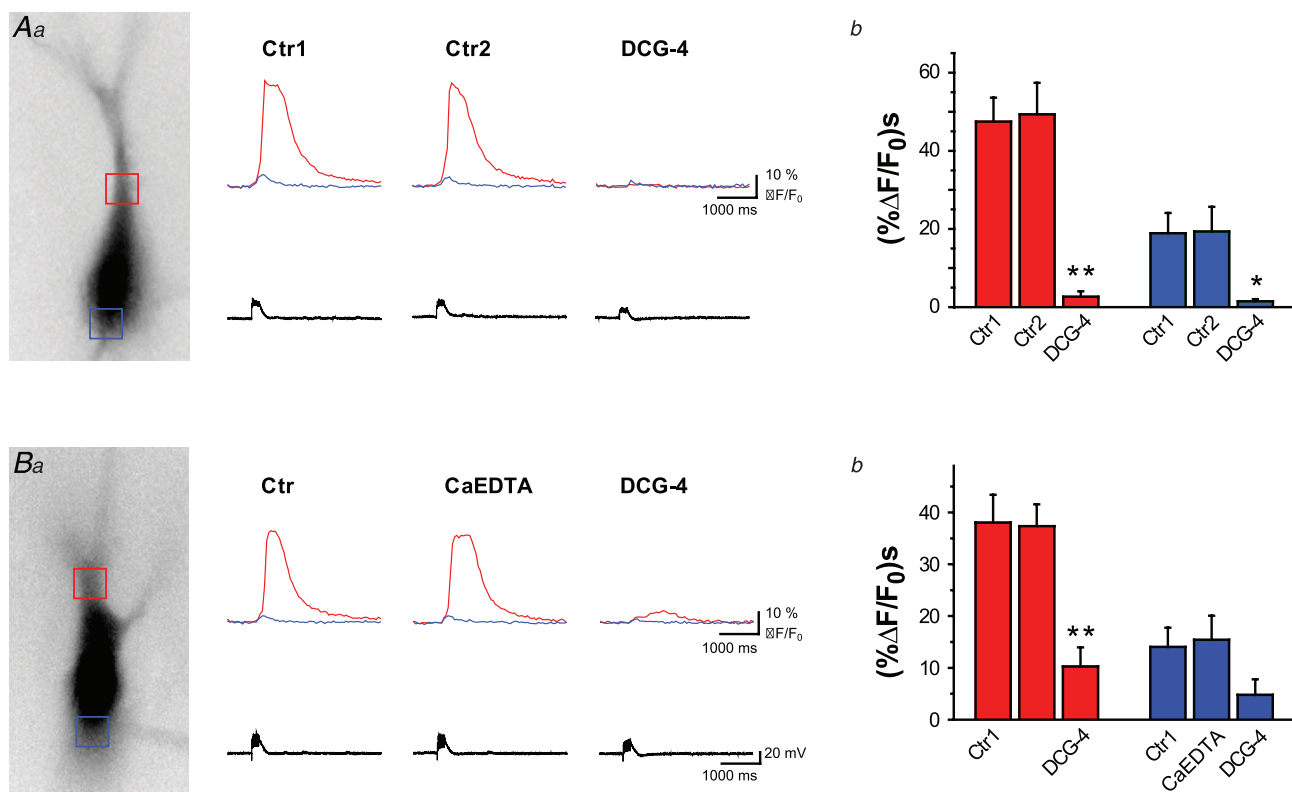 Aa
Ctr1 Ctr2 DCG-4
10 %
▯F/F0
1000 ms
b
(%ΔF/F0)s
60
40
20
0
** *
Ctr1 Ctr2 DCG-4 Ctr1 Ctr2 DCG-4
Ba
Ctr CaEDTA DCG-4
10 %
▯F/F0
1000 ms
20 mV
1000 ms
b
(%ΔF/F0)s
40
30
20
10
0
**
Ctr1 DCG-4 Ctr1 CaEDTA DCG-4